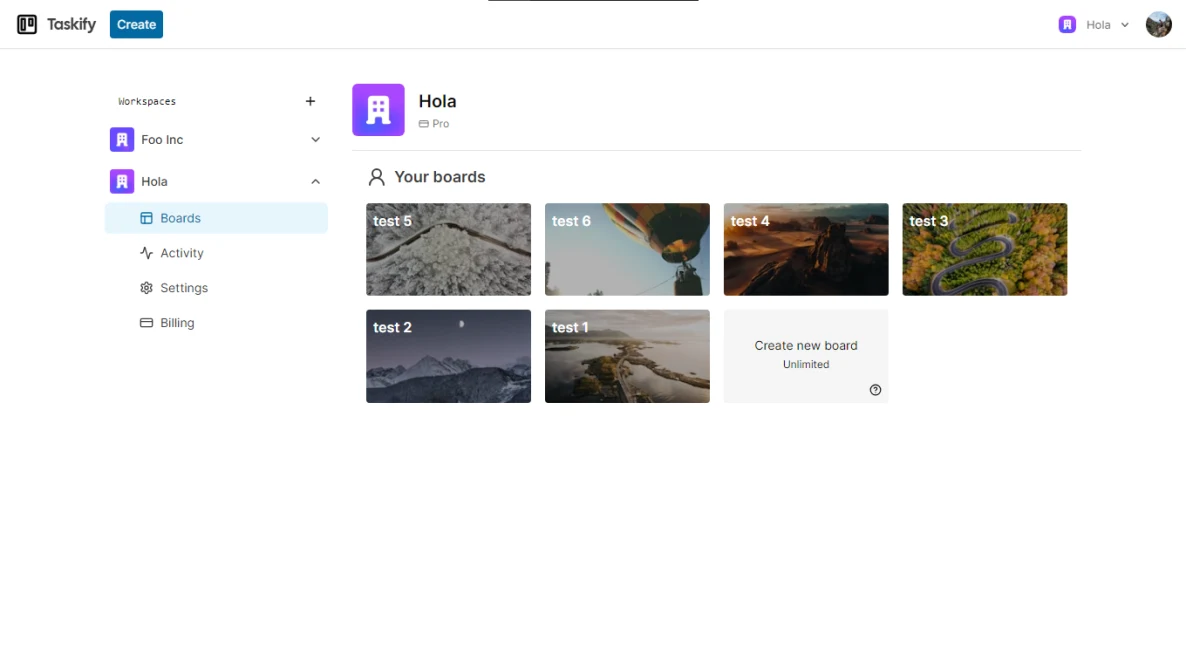 Taskify
Create
Hola
Workspaces
Foo Inc
Hola
Boards
Activity
Settings
Billing
Hola
Pro
Your boards
test 5
test 6
test 4
test 3
test 2
test 1
Create new board
Unlimited